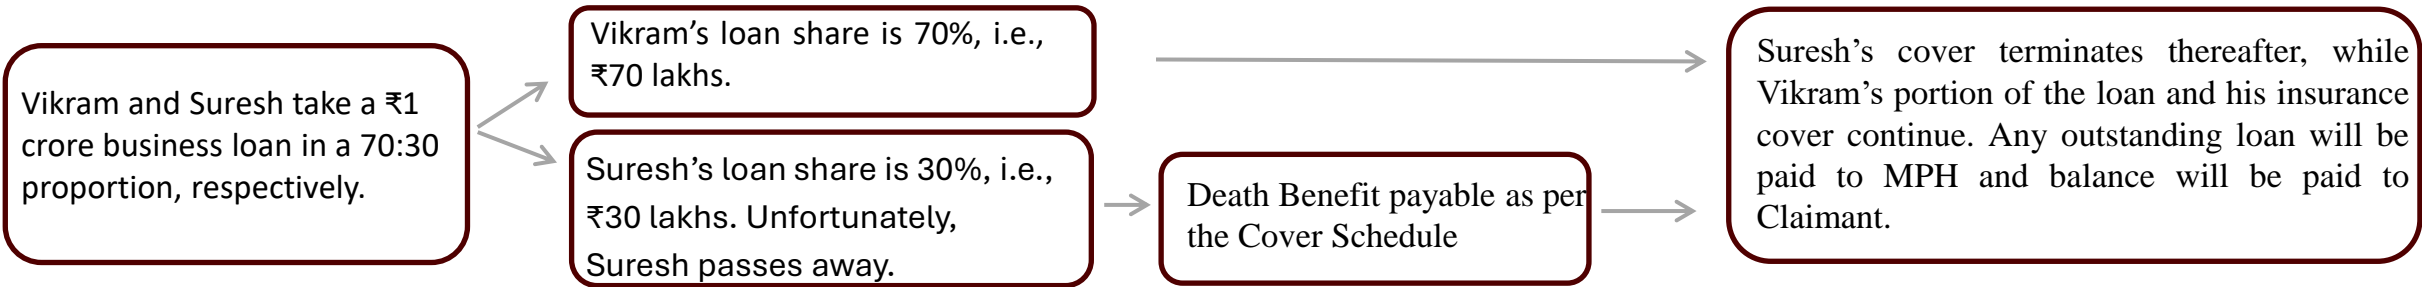 Vikram and Suresh take a ₹1
crore business loan in a 70:30
proportion, respectively.
Vikram’s loan share is 70%, i.e.,
₹70 lakhs.
Suresh’s loan share is 30%, i.e.,
₹30 lakhs. Unfortunately,
Suresh passes away.
Death Benefit payable as per
the Cover Schedule
Suresh’s cover terminates thereafter, while
Vikram’s portion of the loan and his insurance
cover continue. Any outstanding loan will be
paid to MPH and balance will be paid to
Claimant.